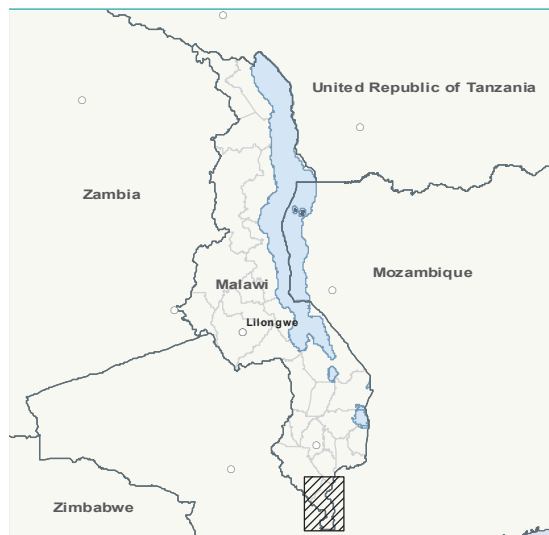 United Republic of Tanzania
Zambia
Mozambique
Malawi
Lilongwe
Zimbabwe